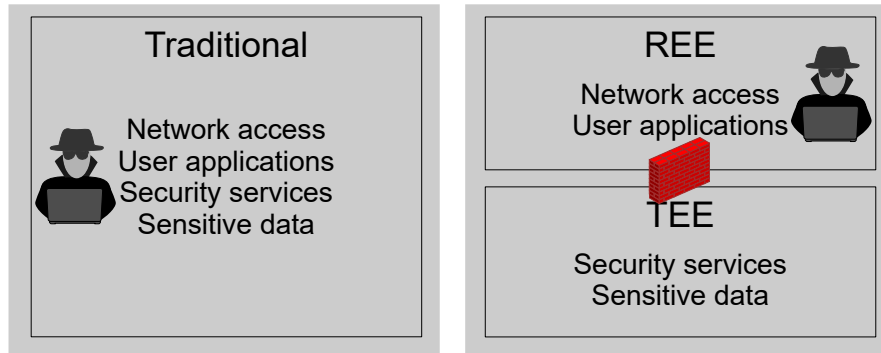 Traditional
Network access
User applications
Security services
Sensitive data
REE
Network access
User applications
TEE
Security services
Sensitive data